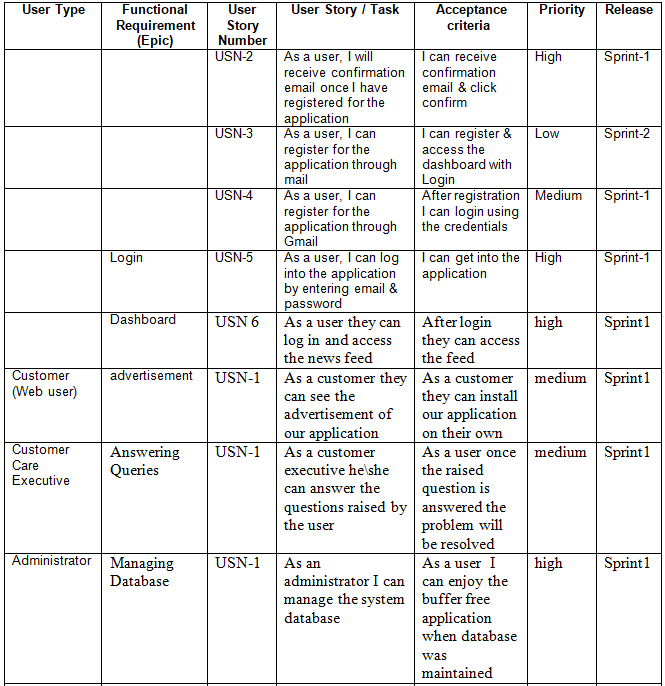 User Type Functional Requirement (Epic) User Story Number User Story / Task Acceptance criteria Priority Release
USN-2 As a user, I will High Sprint-1
receive confirmation
email once I have
registered for the
application
I can receive
confirmation
email & click
confirm
USN-3 As a user, I can Low Sprint-2
register for the
application through
mail
I can register &
access the
dashboard with
Login
USN-4 As a user, I can Medium Sprint-1
register for the
application through
Gmail
After registration
I can login using
the credentials
Login USN-5 As a user, I can log High Sprint-1
into the application
by entering email &
password
I can get into the
application
Dashboard USN 6 As a user they can high Sprint1
log in and access
the news feed
After login
they can access
the feed
Customer
(Web user)
advertisement USN-1 As a customer they medium Sprint1
can see the
advertisement of
our application
As a customer
they can install
our application
on their own
Customer
Care
Executive
Answering
Queries
USN-1 As a customer medium Sprint1
executive he\she
can answer the
questions raised by
the user
As a user once
the raised
question is
answered the
problem will
be resolved
Administrator Managing
Database
USN-1 As an high Sprint1
administrator I can
manage the system
database
As a user I
can enjoy the
buffer free
application
when database
was
maintained